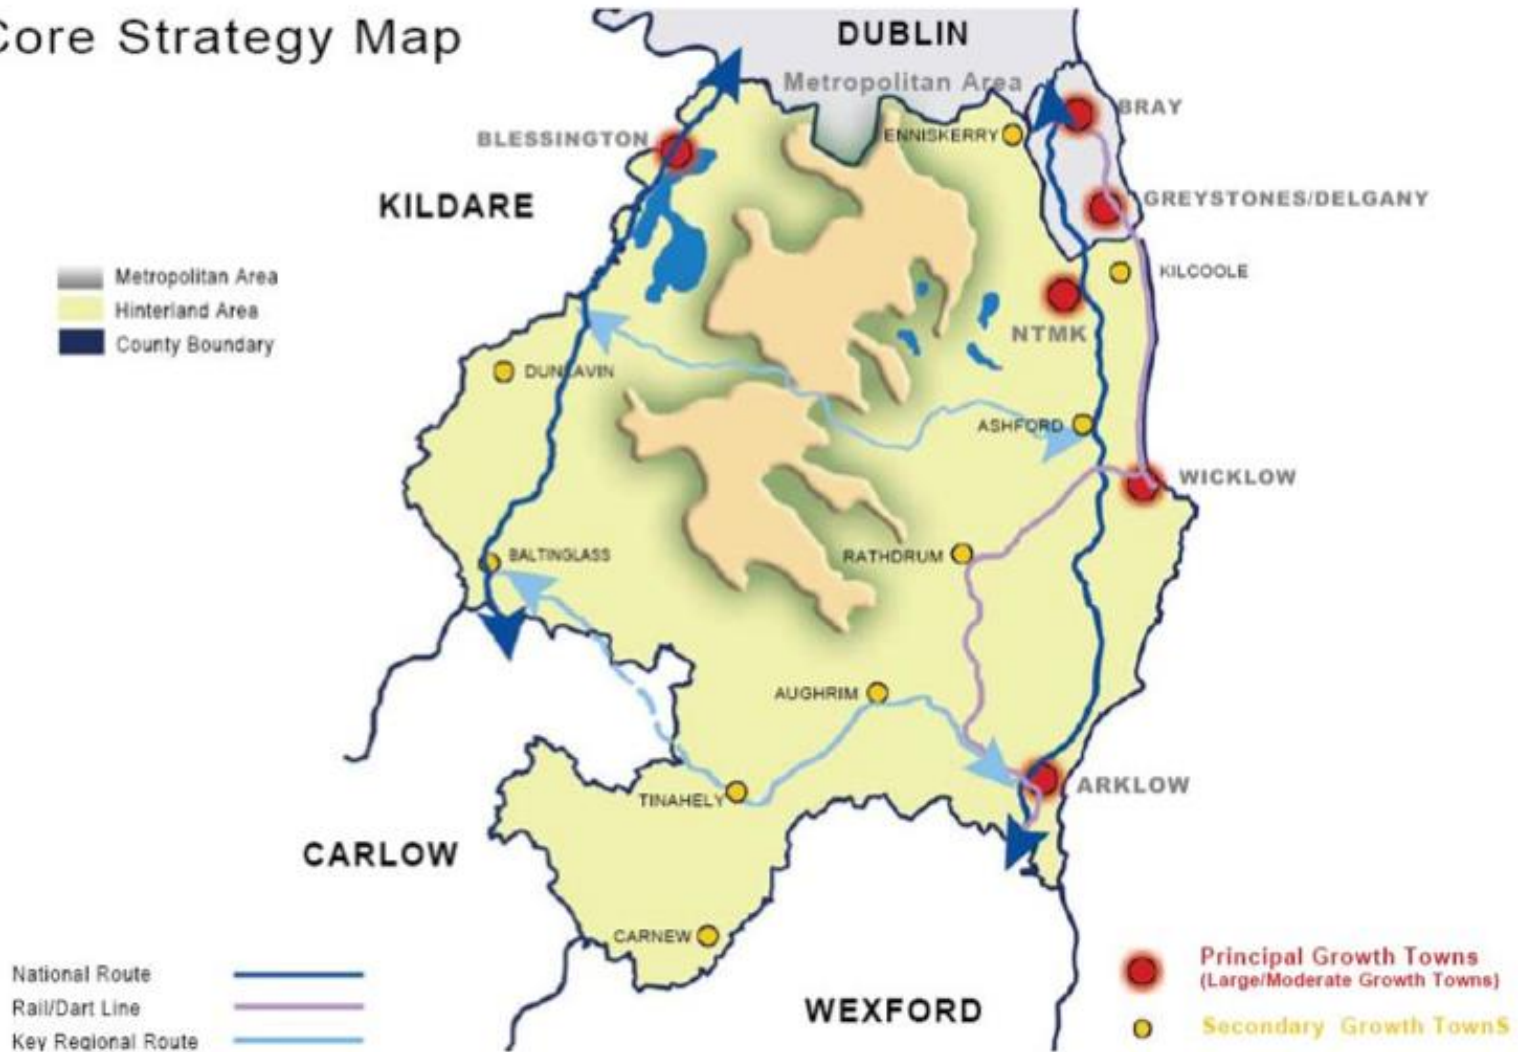 Core Strategy Map
DUBLIN
Metropolitan Area
BRAY
ENNISKERRY
BLESSINGTON
KILDARE
GREYSTONES/DELGANY
Metropolitan Area
Hinterland Area
County Boundary
KILCOOLE
NTMK
DUNLAVIN
ASHFORD
WICKLOW
BALTINGLASS
RATHDRUM
AUGHRIM
TINAHELY
ARKLOW
CARLOW
CARNEW
WEXFORD
National Route
Rail/Dart Line
Key Regional Route
Principal Growth Towns
(Large/Moderate Growth Towns)
Secondary Growth TownS